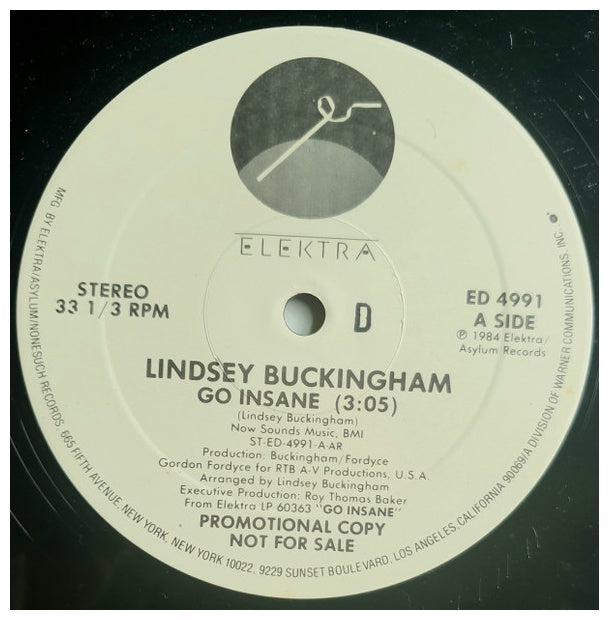 ELEKTRA
STEREO
33 1/3 RPM
D
ED 4991
A SIDE
℗ 1984 Elektra/
Asylum Records
LINDSEY BUCKINGHAM
GO INSANE (3:05)
(Lindsey Buckingham)
Now Sounds Music, BMI
ST-ED-4991-A-AR
Production: Buckingham/Fordyce
Gordon Fordyce for RTB A-V Productions, U.S.A.
Arranged by Lindsey Buckingham
Executive Production: Roy Thomas Baker
From Elektra LP 60363 "GO INSANE"
PROMOTIONAL COPY
NOT FOR SALE
MFG. BY ELEKTRA/ASYLUM/NONESUCH RECORDS, 665 FIFTH AVENUE, NEW YORK, NEW YORK 10022, 9229 SUNSET BOULEVARD, LOS ANGELES, CALIFORNIA 90069/A DIVISION OF WARNER COMMUNICATIONS, INC.